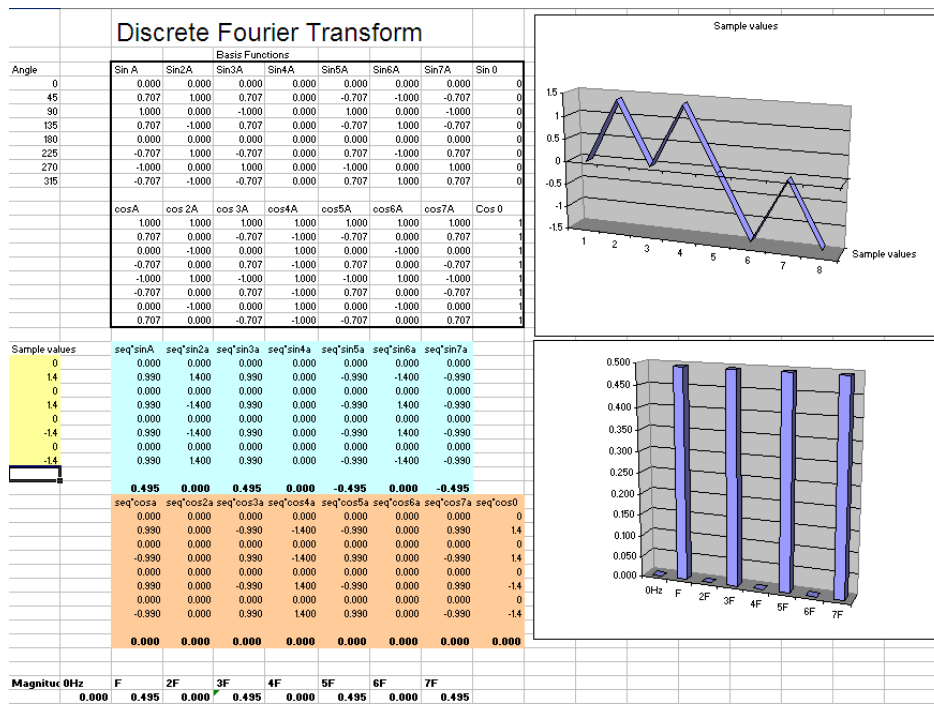 Discrete Fourier Transform
Basis Functions
Angle Sin A Sin2A Sin3A Sin4A Sin5A Sin6A Sin7A Sin 0
0 0.000 0.000 0.000 0.000 0.000 0.000 0.000 0
45 0.707 1.000 0.707 0.000 -0.707 -1.000 -0.707 0
90 1.000 0.000 -1.000 0.000 1.000 0.000 -1.000 0
135 0.707 -1.000 0.707 0.000 -0.707 1.000 -0.707 0
180 0.000 0.000 0.000 0.000 0.000 0.000 0.000 0
225 -0.707 1.000 -0.707 0.000 0.707 -1.000 0.707 0
270 -1.000 0.000 1.000 0.000 -1.000 0.000 1.000 0
315 -0.707 -1.000 -0.707 0.000 0.707 1.000 0.707 0
cosA cos 2A cos 3A cos4A cos5A cos6A cos7A Cos 0
1.000 1.000 1.000 1.000 1.000 1.000 1.000 1
0.707 0.000 -0.707 -1.000 -0.707 0.000 0.707 1
0.000 -1.000 0.000 1.000 0.000 -1.000 0.000 1
-0.707 0.000 0.707 -1.000 0.707 0.000 -0.707 1
-1.000 1.000 -1.000 1.000 -1.000 1.000 -1.000 1
-0.707 0.000 0.707 -1.000 0.707 0.000 -0.707 1
0.000 -1.000 0.000 1.000 0.000 -1.000 0.000 1
0.707 0.000 -0.707 -1.000 -0.707 0.000 0.707 1
Sample values seq*sinA seq*sin2a seq*sin3a seq*sin4a seq*sin5a seq*sin6a seq*sin7a
0 0.000 0.000 0.000 0.000 0.000 0.000 0.000
1.4 0.990 1.400 0.990 0.000 -0.990 -1.400 -0.990
0 0.000 0.000 0.000 0.000 0.000 0.000 0.000
1.4 0.990 -1.400 0.990 0.000 -0.990 1.400 -0.990
0 0.000 0.000 0.000 0.000 0.000 0.000 0.000
-1.4 0.990 -1.400 0.990 0.000 -0.990 1.400 -0.990
0 0.000 0.000 0.000 0.000 0.000 0.000 0.000
-1.4 0.990 1.400 0.990 0.000 -0.990 -1.400 -0.990
0.495 0.000 0.495 0.000 -0.495 0.000 -0.495
seq*cosa seq*cos2a seq*cos3a seq*cos4a seq*cos5a seq*cos6a seq*cos7a seq*cos0
0.000 0.000 0.000 0.000 0.000 0.000 0.000 0
0.990 0.000 -0.990 -1.400 -0.990 0.000 0.990 1.4
0.000 0.000 0.000 0.000 0.000 0.000 0.000 0
-0.990 0.000 0.990 -1.400 0.990 0.000 -0.990 1.4
0.000 0.000 0.000 0.000 0.000 0.000 0.000 0
0.990 0.000 -0.990 1.400 -0.990 0.000 0.990 -1.4
0.000 0.000 0.000 0.000 0.000 0.000 0.000 0
-0.990 0.000 0.990 1.400 0.990 0.000 -0.990 -1.4
0.000 0.000 0.000 0.000 0.000 0.000 0.000 0.000
Magnituc 0Hz F 2F 3F 4F 5F 6F 7F
0.000 0.495 0.000 0.495 0.000 0.495 0.000 0.495
Sample values
1.5
1
0.5
0
-0.5
-1
-1.5
1 2 3 4 5 6 7 8
Sample values
0.500
0.450
0.400
0.350
0.300
0.250
0.200
0.150
0.100
0.050
0.000
0Hz F 2F 3F 4F 5F 6F 7F